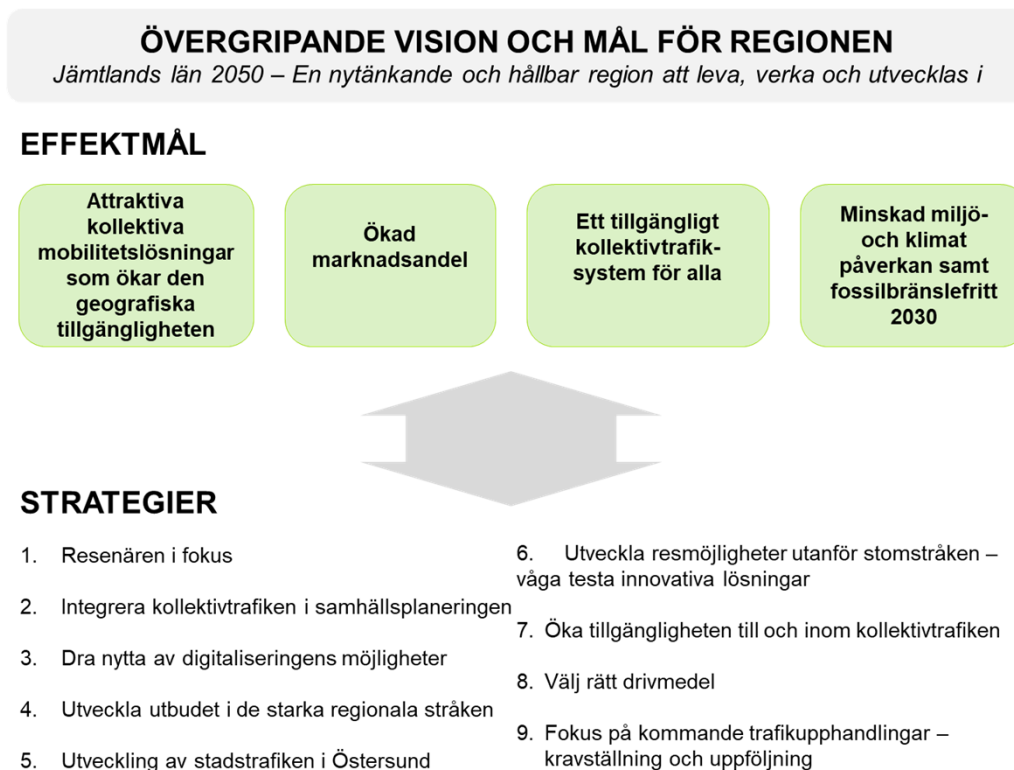 ÖVERGRIPANDE VISION OCH MÅL FÖR REGIONEN
Jämtlands län 2050 – En nytänkande och hållbar region att leva, verka och utvecklas i
EFFEKTMÅL
Attraktiva
kollektiva
mobilitetslösningar
som ökar den
geografiska
tillgängligheten
Ökad
marknadsandel
Ett tillgängligt
kollektivtrafik-
system för alla
Minskad miljö-
och klimat
påverkan samt
fossilbränslefritt
2030
STRATEGIER
1. Resenären i fokus
2. Integrera kollektivtrafiken i samhällsplaneringen
3. Dra nytta av digitaliseringens möjligheter
4. Utveckla utbudet i de starka regionala stråken
5. Utveckling av stadstrafiken i Östersund
6. Utveckla resmöjligheter utanför stomstråken –
våga testa innovativa lösningar
7. Öka tillgängligheten till och inom kollektivtrafiken
8. Välj rätt drivmedel
9. Fokus på kommande trafikupphandlingar –
kravställning och uppföljning